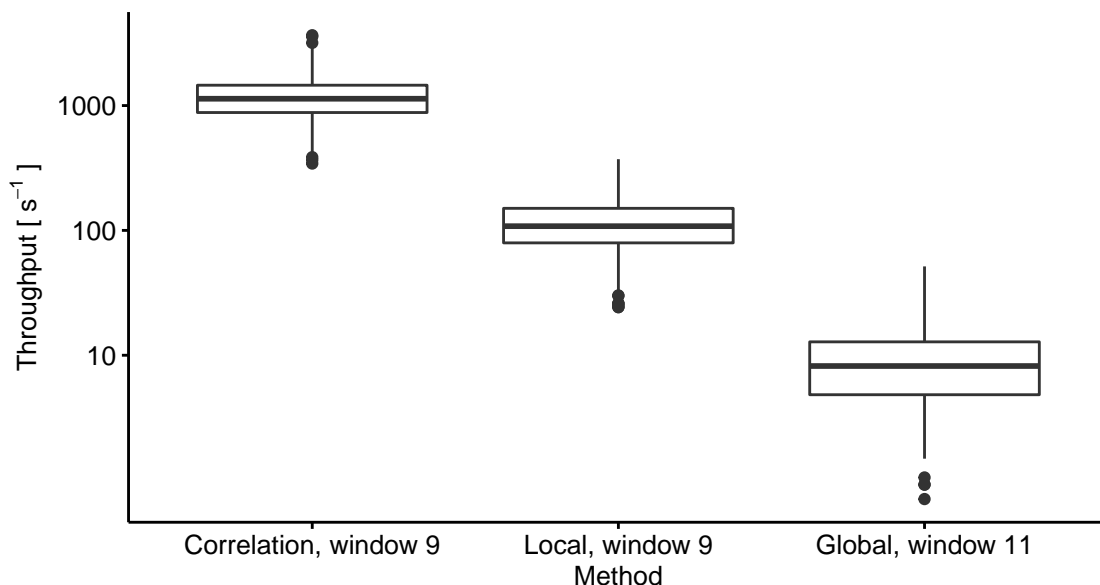 Throughput [ s⁻¹ ]
1000
100
10
Correlation, window 9
Local, window 9
Global, window 11
Method